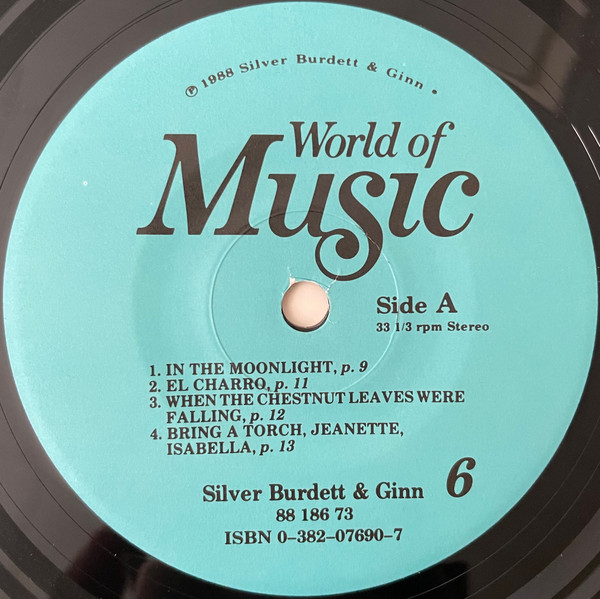 ℗ 1988 Silver Burdett & Ginn •
World of
Music
Side A
33 1/3 rpm Stereo
1. IN THE MOONLIGHT, p. 9
2. EL CHARRO, p. 11
3. WHEN THE CHESTNUT LEAVES WERE
FALLING, p. 12
4. BRING A TORCH, JEANETTE,
ISABELLA, p. 13
Silver Burdett & Ginn 6
88 186 73
ISBN 0-382-07690-7